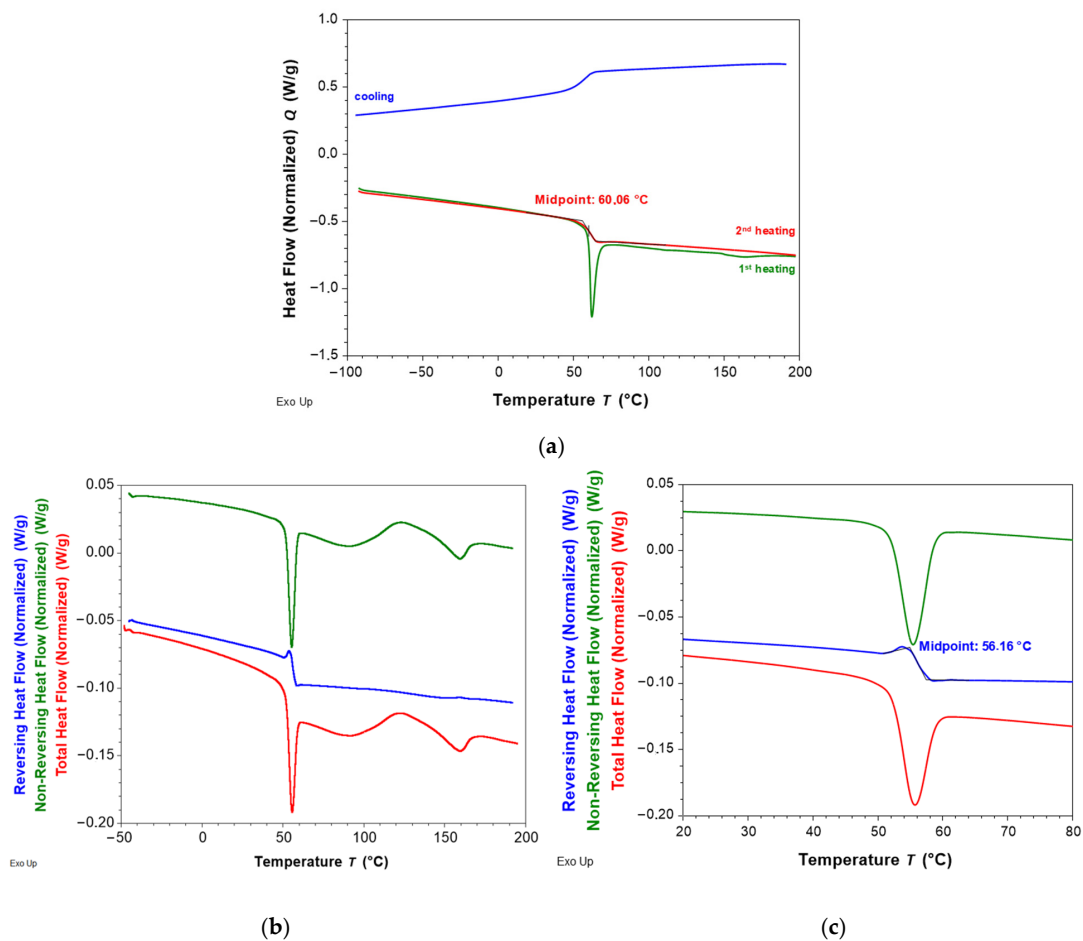 1.0
0.5
0.0
−0.5
−1.0
−1.5
Heat Flow (Normalized) Q (W/g)
cooling
Midpoint: 60.06 °C
2nd heating
1st heating
−100 −50 0 50 100 150 200
Temperature T (°C)
Exo Up
(a)
0.05
0.00
−0.05
−0.10
−0.15
−0.20
Reversing Heat Flow (Normalized) (W/g)
Non-Reversing Heat Flow (Normalized) (W/g)
Total Heat Flow (Normalized) (W/g)
−50 0 50 100 150 200
Temperature T (°C)
Exo Up
(b)
0.05
0.00
−0.05
−0.10
−0.15
−0.20
Reversing Heat Flow (Normalized) (W/g)
Non-Reversing Heat Flow (Normalized) (W/g)
Total Heat Flow (Normalized) (W/g)
Midpoint: 56.16 °C
20 30 40 50 60 70 80
Temperature T (°C)
Exo Up
(c)